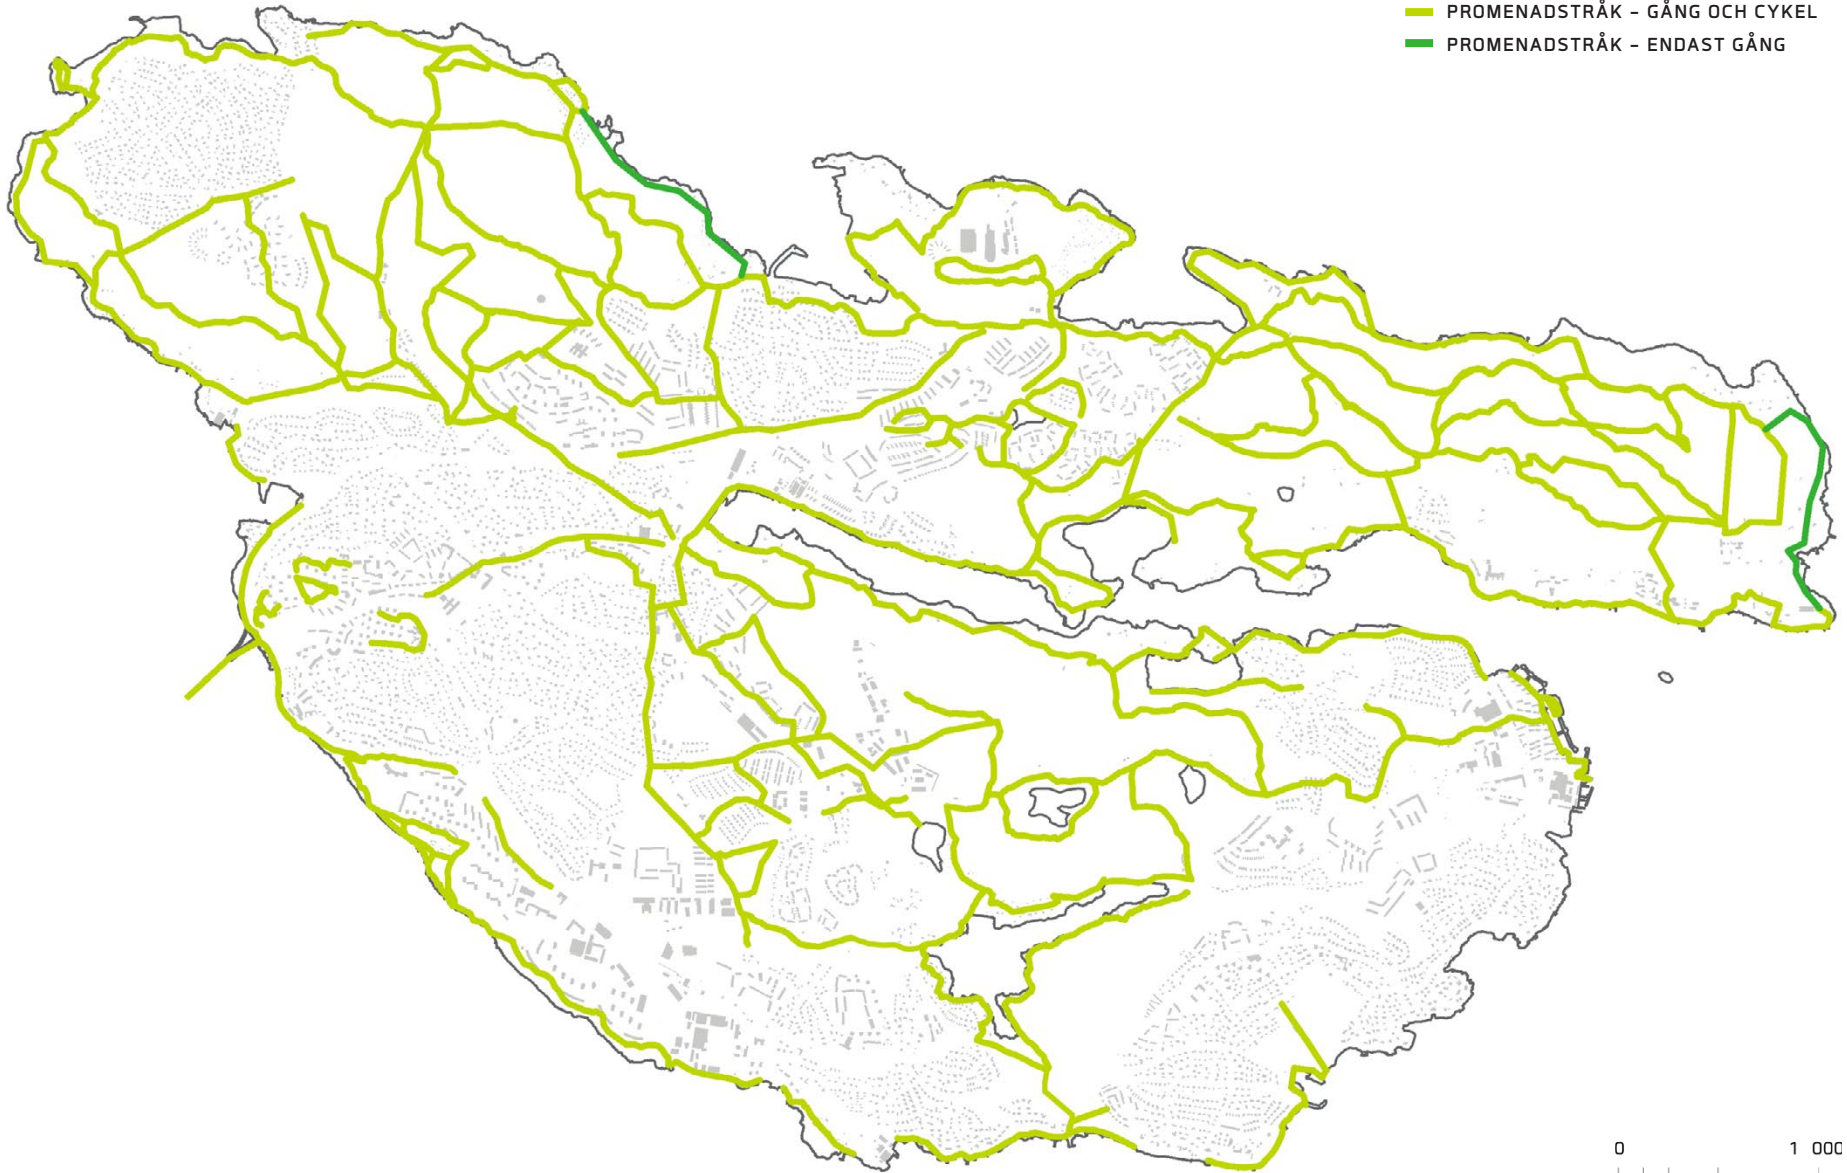 PROMENADSTRÅK – GÅNG OCH CYKEL
PROMENADSTRÅK – ENDAST GÅNG
0 1 000